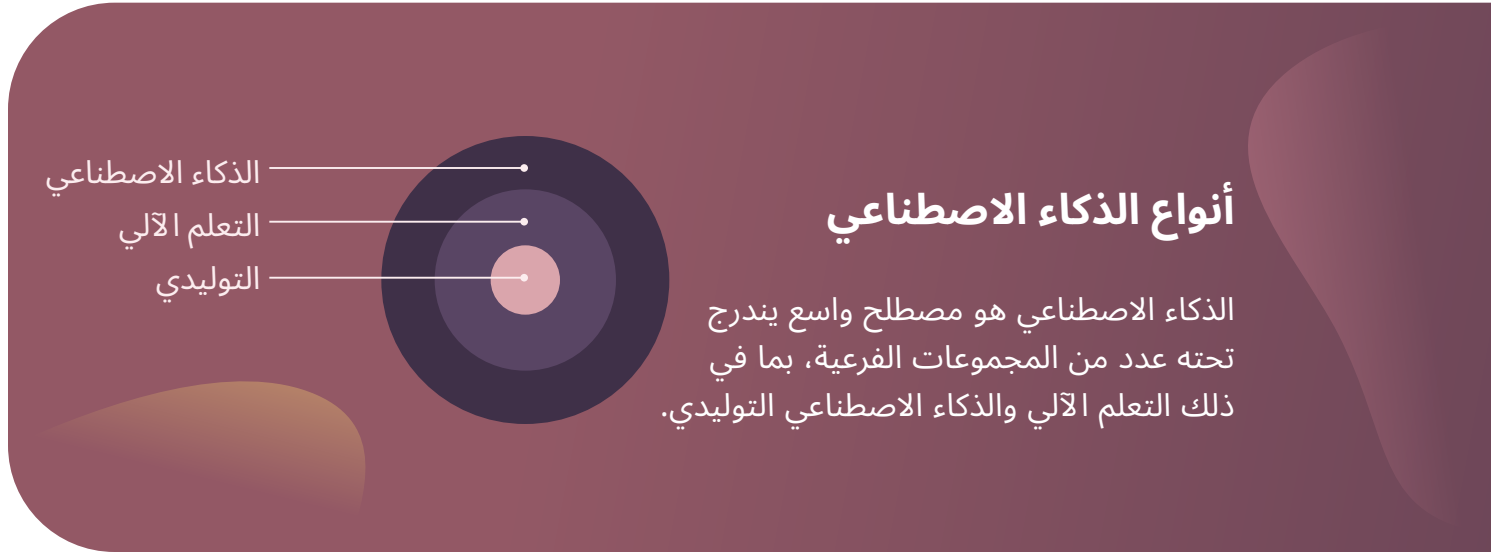 أنواع الذكاء الاصطناعي
الذكاء الاصطناعي هو مصطلح واسع يندرج
تحته عدد من المجموعات الفرعية، بما في
ذلك التعلم الآلي والذكاء الاصطناعي التوليدي.
الذكاء الاصطناعي
التعلم الآلي
التوليدي